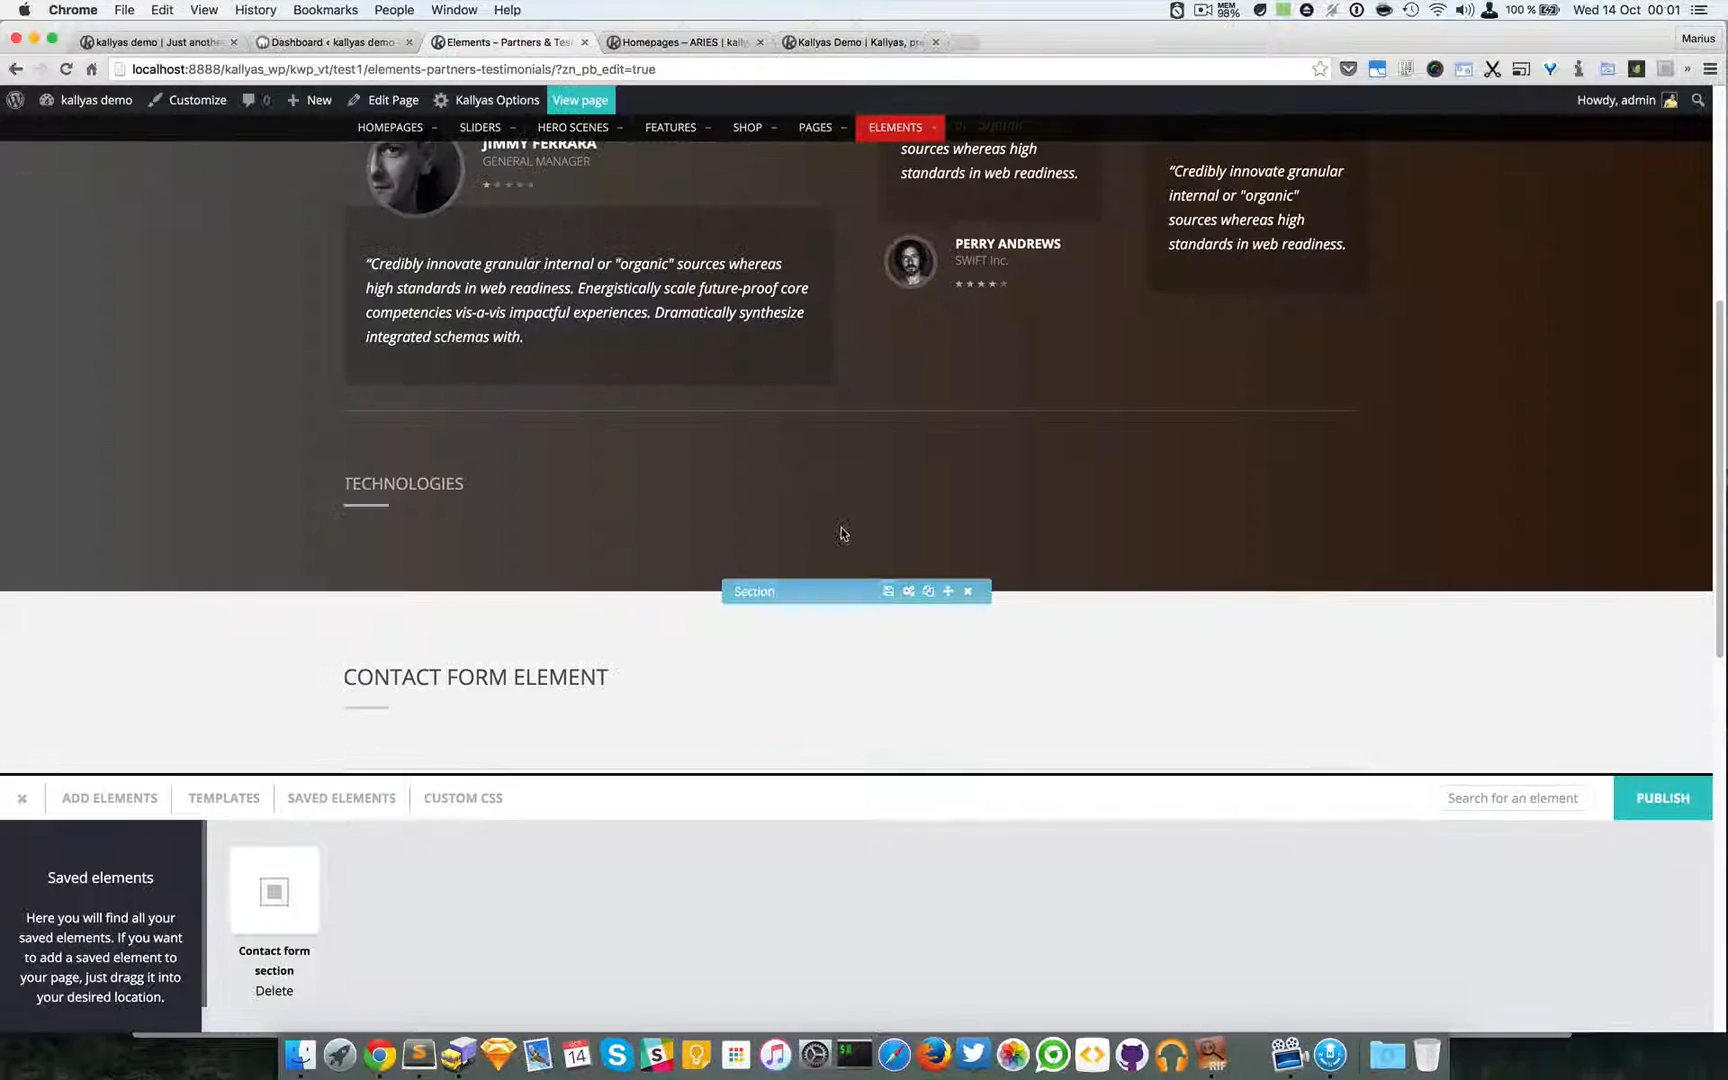 Chrome File Edit View History Bookmarks People Window Help MEM 98% 100 % Wed 14 Oct 00:01
kallyas demo | Just anoth Dashboard ‹ kallyas demo Elements – Partners & Tes Homepages – ARIES | kally Kallyas Demo | Kallyas, pre Marius
localhost:8888/kallyas_wp/kwp_vt/test1/elements-partners-testimonials/?zn_pb_edit=true
kallyas demo Customize 0 New Edit Page Kallyas Options View page Howdy, admin
HOMEPAGES SLIDERS HERO SCENES FEATURES SHOP PAGES ELEMENTS
or "organic"
JIMMY FERRARA
GENERAL MANAGER
sources whereas high
standards in web readiness.
“Credibly innovate granular
internal or "organic"
sources whereas high
standards in web readiness.
PERRY ANDREWS
SWIFT Inc.
“Credibly innovate granular internal or "organic" sources whereas
high standards in web readiness. Energistically scale future-proof core
competencies vis-a-vis impactful experiences. Dramatically synthesize
integrated schemas with.
TECHNOLOGIES
Section
CONTACT FORM ELEMENT
ADD ELEMENTS TEMPLATES SAVED ELEMENTS CUSTOM CSS Search for an element PUBLISH
Saved elements
Here you will find all your
saved elements. If you want
to add a saved element to
your page, just dragg it into
your desired location.
Contact form
section
Delete
14
RIF